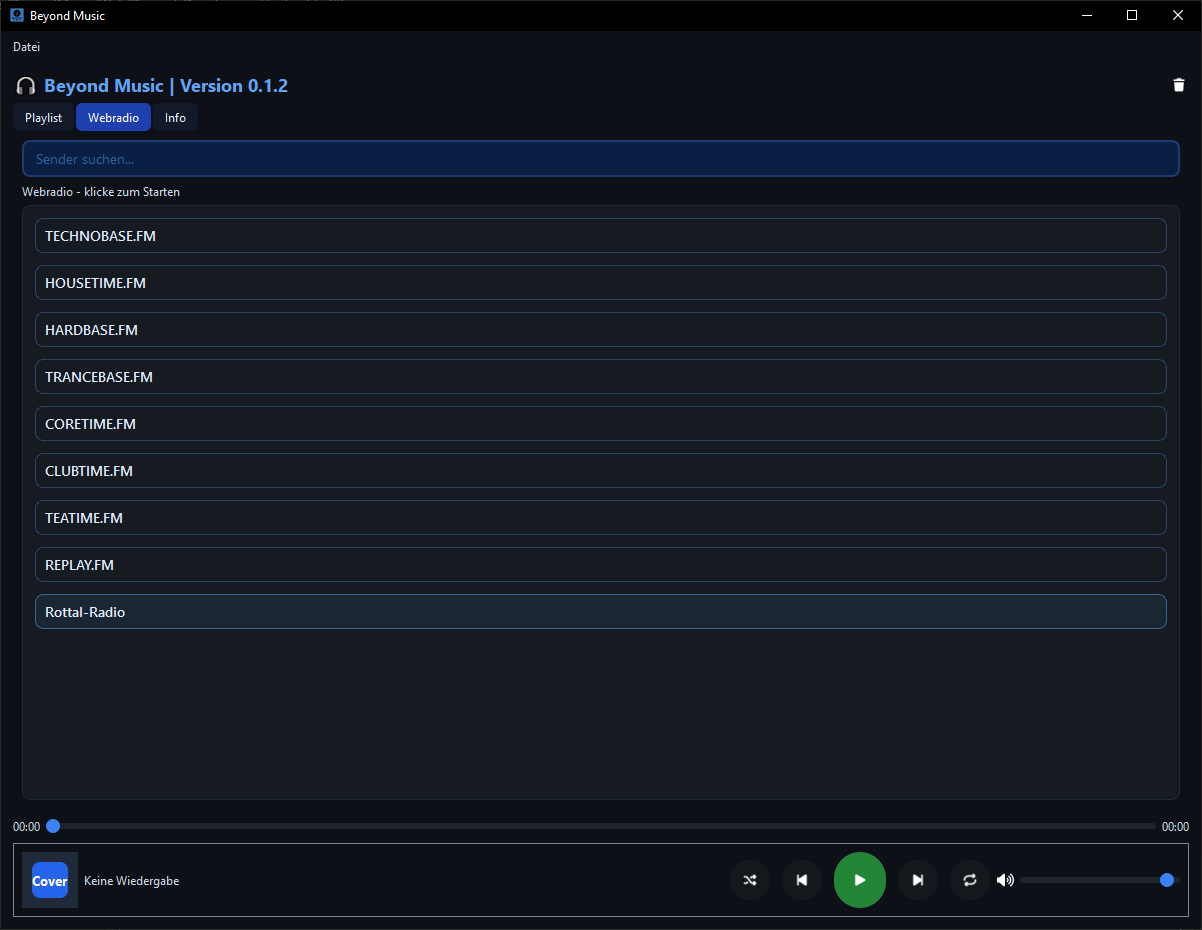 Beyond Music
Datei
Beyond Music | Version 0.1.2
Playlist Webradio Info
Sender suchen...
Webradio - klicke zum Starten
TECHNOBASE.FM
HOUSETIME.FM
HARDBASE.FM
TRANCEBASE.FM
CORETIME.FM
CLUBTIME.FM
TEATIME.FM
REPLAY.FM
Rottal-Radio
00:00 00:00
Cover Keine Wiedergabe